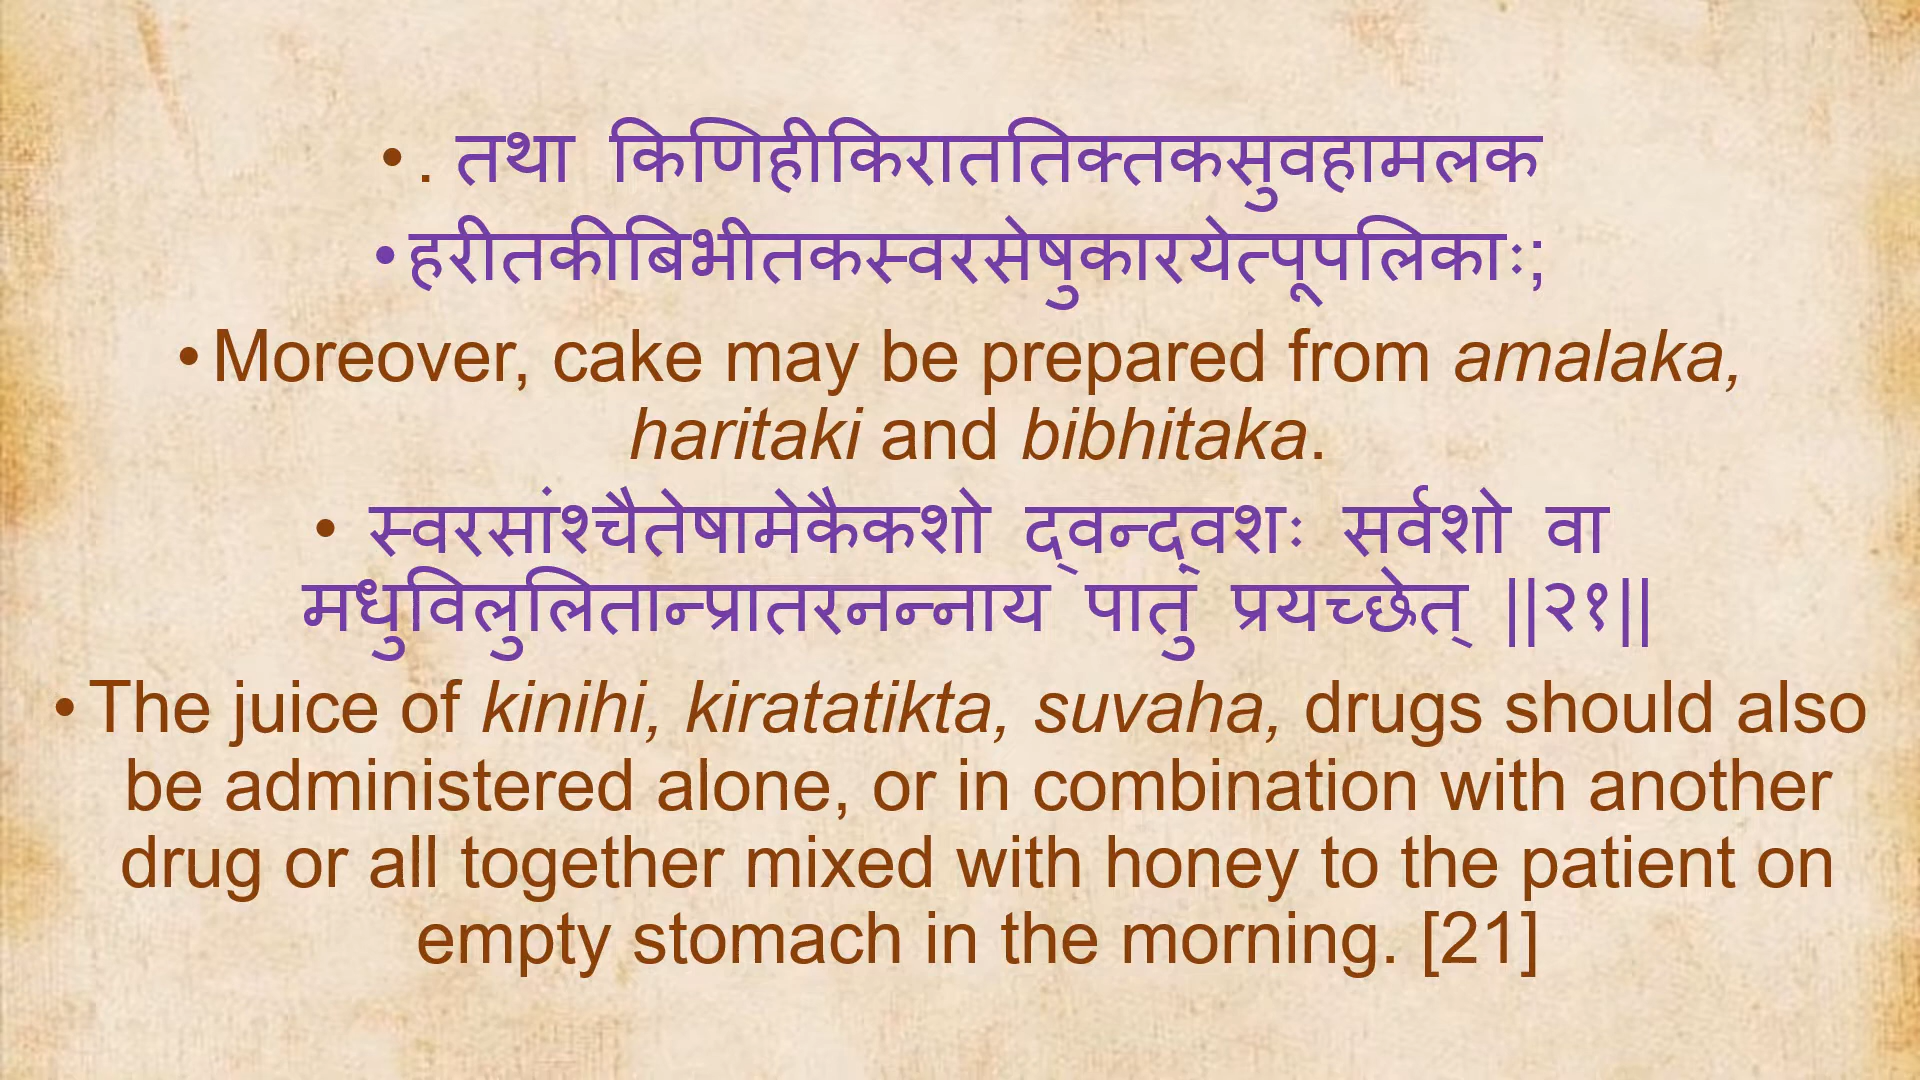 • . तथा किणिहीकिराततिक्तकसुवहामलक
• हरीतकीबिभीतकस्वरसेषुकारयेत्पूपलिकाः;
• Moreover, cake may be prepared from amalaka,
haritaki and bibhitaka.
• स्वरसांश्चैतेषामेकैकशो द्वन्द्वशः सर्वशो वा
मधुविलुलितान्प्रातरनन्नाय पातुं प्रयच्छेत् ||२१||
• The juice of kinihi, kiratatikta, suvaha, drugs should also
be administered alone, or in combination with another
drug or all together mixed with honey to the patient on
empty stomach in the morning. [21]